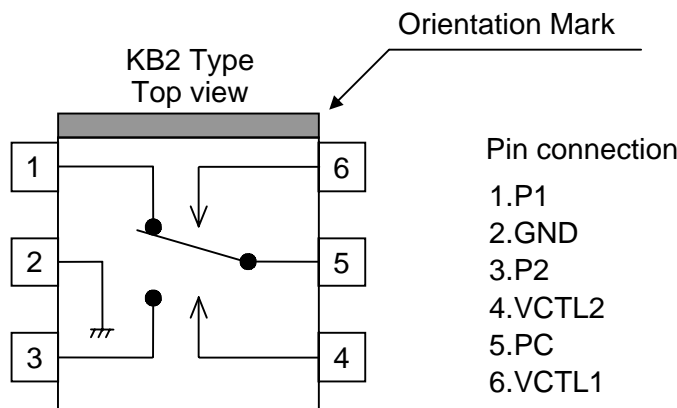 Orientation Mark
KB2 Type
Top view
1
6
2
5
3
4
Pin connection
1.P1
2.GND
3.P2
4.VCTL2
5.PC
6.VCTL1